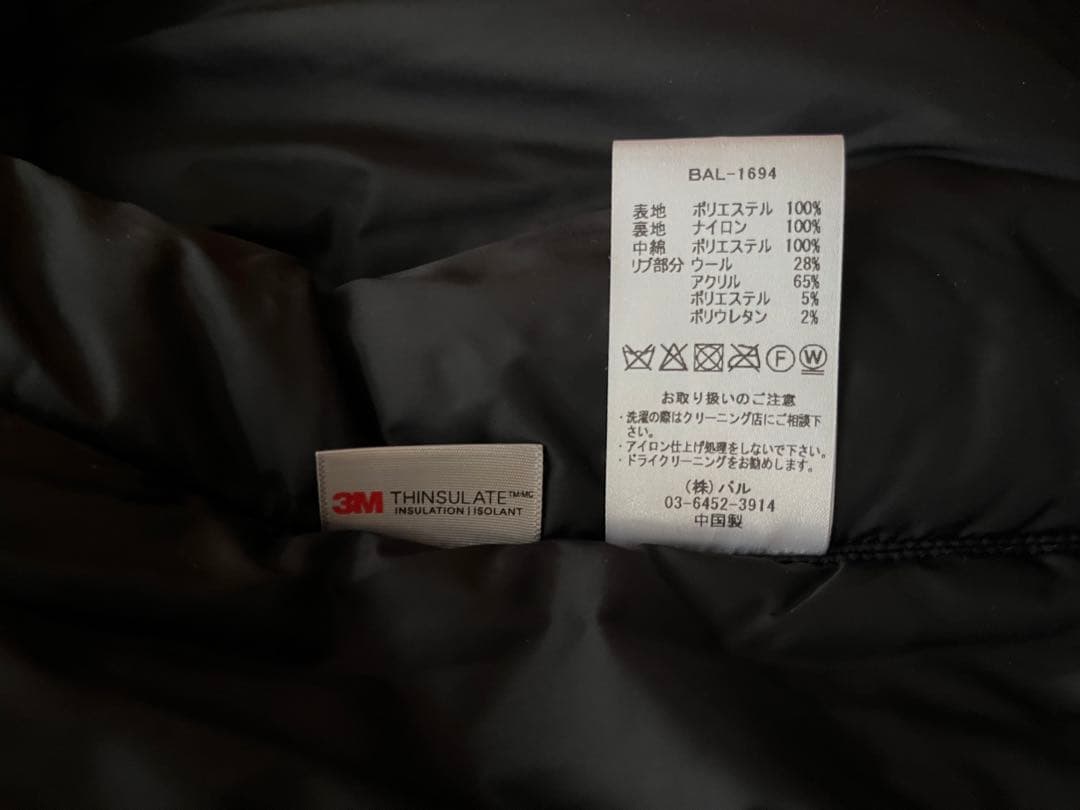 BAL-1694
表地 ポリエステル 100%
裏地 ナイロン 100%
中綿 ポリエステル 100%
リブ部分 ウール 28%
アクリル 65%
ポリエステル 5%
ポリウレタン 2%
F W
お取り扱いのご注意
・洗濯の際はクリーニング店にご相談下
さい。
・アイロン仕上げ処理をしないで下さい。
・ドライクリーニングをお勧めします。
(株)バル
03-6452-3914
中国製
3M THINSULATE™·MC
INSULATION | ISOLANT